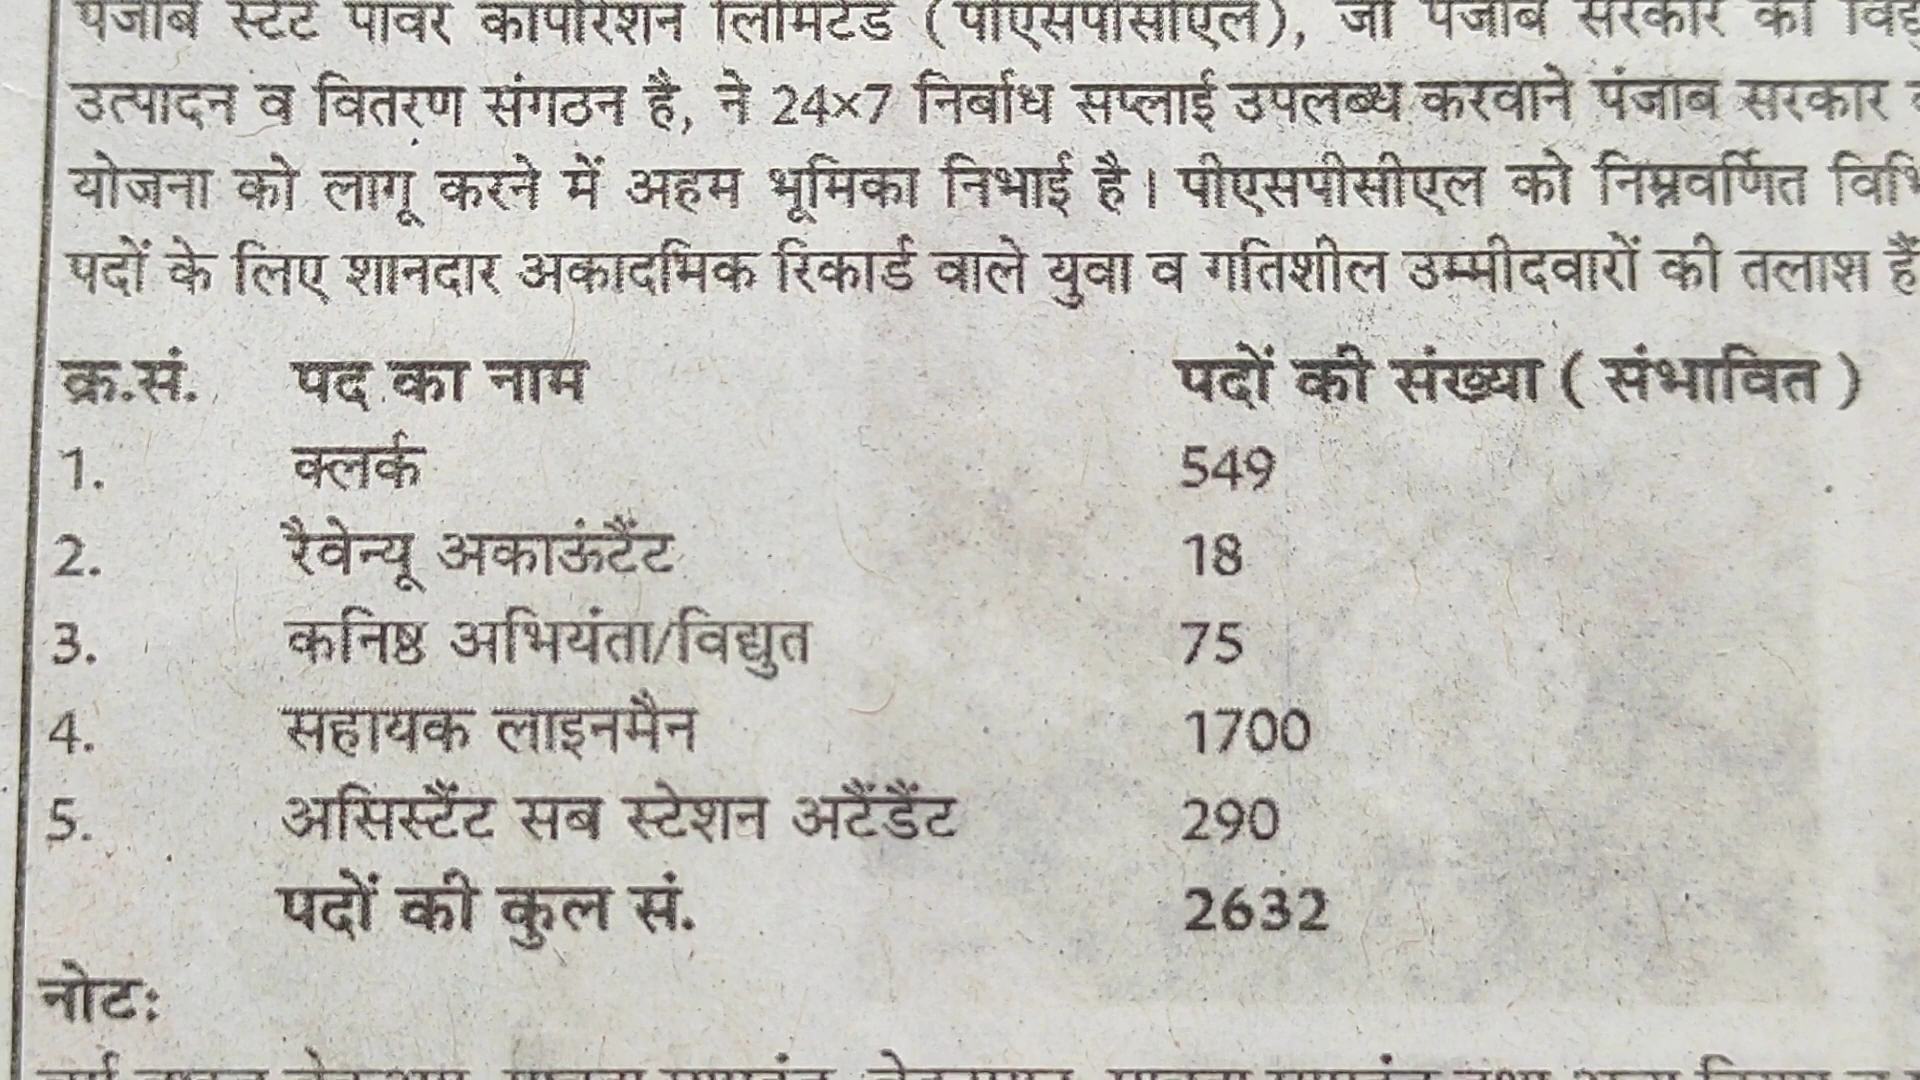 पंजाब स्टेट पावर कार्पोरेशन लिमिटेड (पीएसपीसीएल), जो पंजाब सरकार का
उत्पादन व वितरण संगठन है, ने 24×7 निर्बाध सप्लाई उपलब्ध करवाने पंजाब सरकार
योजना को लागू करने में अहम भूमिका निभाई है। पीएसपीसीएल को निम्नवर्णित
पदों के लिए शानदार अकादमिक रिकार्ड वाले युवा व गतिशील उम्मीदवारों की तलाश है
क्र.सं. पद का नाम पदों की संख्या ( संभावित )
1. क्लर्क 549
2. रैवेन्यू अकाऊंटैंट 18
3. कनिष्ठ अभियंता/विद्युत 75
4. सहायक लाइनमैन 1700
5. असिस्टैंट सब स्टेशन अटैंडैंट 290
पदों की कुल सं. 2632
नोटः